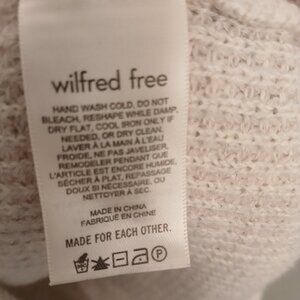 wilfred free
HAND WASH COLD, DO NOT
BLEACH, RESHAPE WHILE DAMP,
DRY FLAT, COOL IRON ONLY IF
NEEDED, OR DRY CLEAN.
LAVER À LA MAIN À L'EAU
FROIDE, NE PAS JAVELISER,
REMODELER PENDANT QUE
L'ARTICLE EST ENCORE HUMIDE,
SÉCHER À PLAT, REPASSAGE
DOUX SI NÉCESSAIRE, OU
NETTOYER À SEC.
MADE IN CHINA
FABRIQUÉ EN CHINE
MADE FOR EACH OTHER.
P